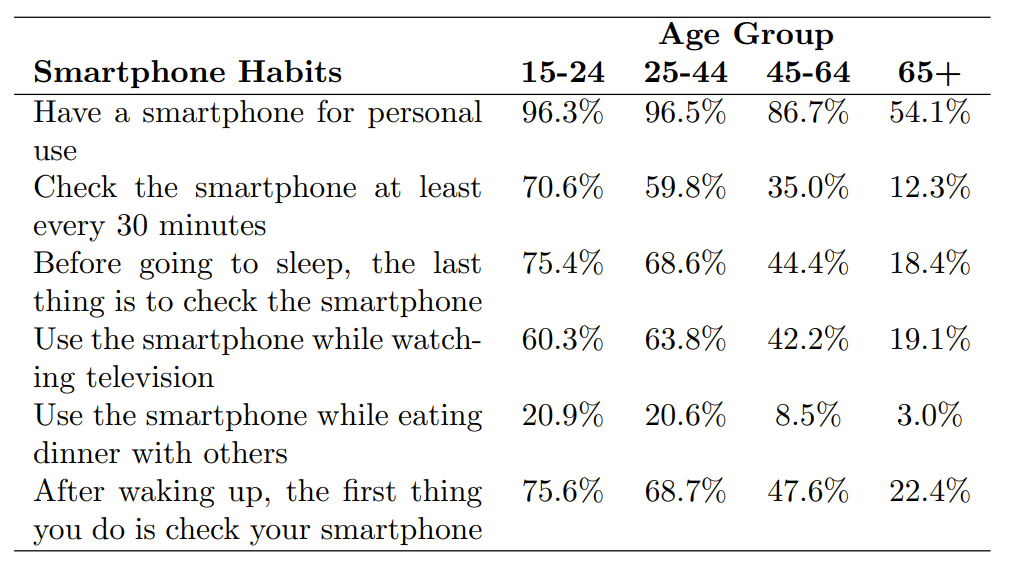 Age Group
Smartphone Habits 15-24 25-44 45-64 65+
Have a smartphone for personal 96.3% 96.5% 86.7% 54.1%
use
Check the smartphone at least 70.6% 59.8% 35.0% 12.3%
every 30 minutes
Before going to sleep, the last 75.4% 68.6% 44.4% 18.4%
thing is to check the smartphone
Use the smartphone while watch- 60.3% 63.8% 42.2% 19.1%
ing television
Use the smartphone while eating 20.9% 20.6% 8.5% 3.0%
dinner with others
After waking up, the first thing 75.6% 68.7% 47.6% 22.4%
you do is check your smartphone